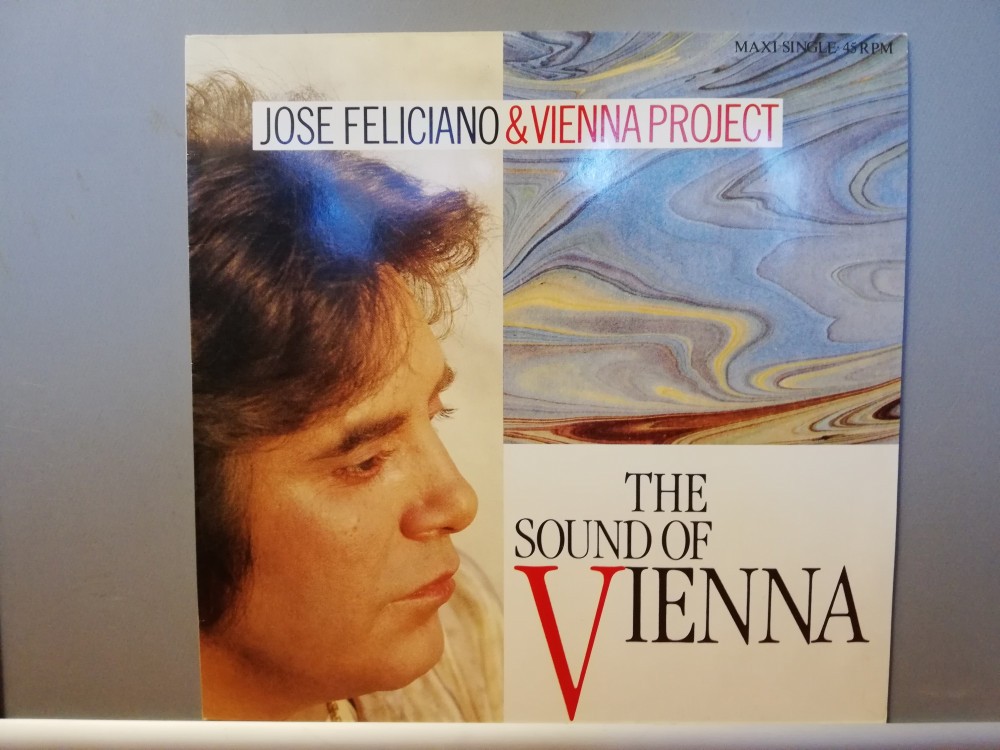 MAXI SINGLE · 45 RPM
JOSE FELICIANO & VIENNA PROJECT
THE
SOUND OF
VIENNA